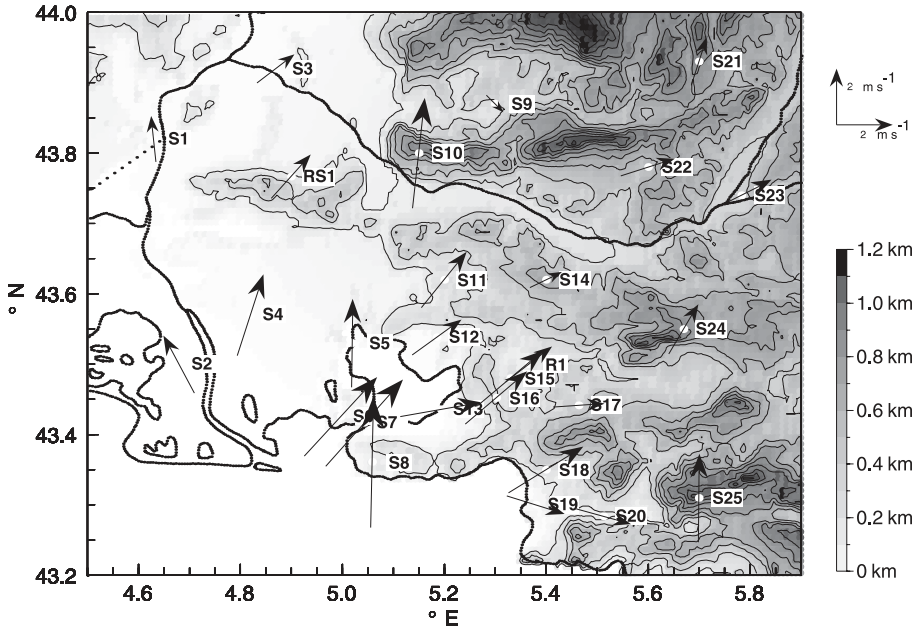 44.0
43.8
43.6
43.4
43.2
° N
4.6 4.8 5.0 5.2 5.4 5.6 5.8
° E
S1
S2
S3
S4
S5
S7
S8
S9
S10
S11
S12
S13
S14
S15
S16
S17
S18
S19
S20
S21
S22
S23
S24
S25
R1
RS1
2 ms-1
2 ms-1
1.2 km
1.0 km
0.8 km
0.6 km
0.4 km
0.2 km
0 km